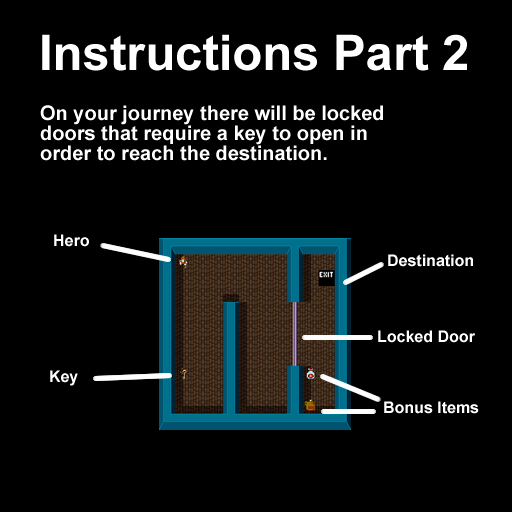 Instructions Part 2
On your journey there will be locked
doors that require a key to open in
order to reach the destination.
Hero
Destination
EXIT
Locked Door
Key
Bonus Items